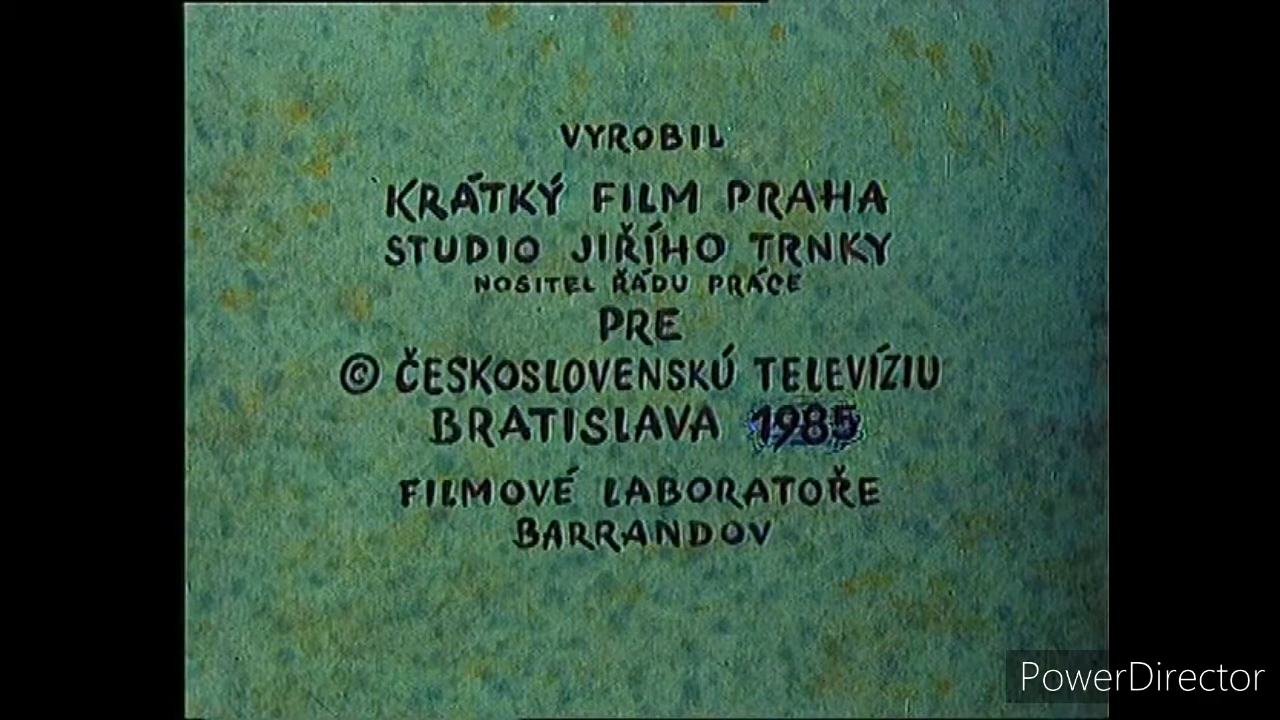 VYROBIL
KRÁTKÝ FILM PRAHA
STUDIO JIŘÍHO TRNKY
NOSITEL ŘÁDU PRÁCE
PRE
© ČESKOSLOVENSKÚ TELEVÍZIU
BRATISLAVA 1985
FILMOVÉ LABORATOŘE
BARRANDOV
PowerDirector